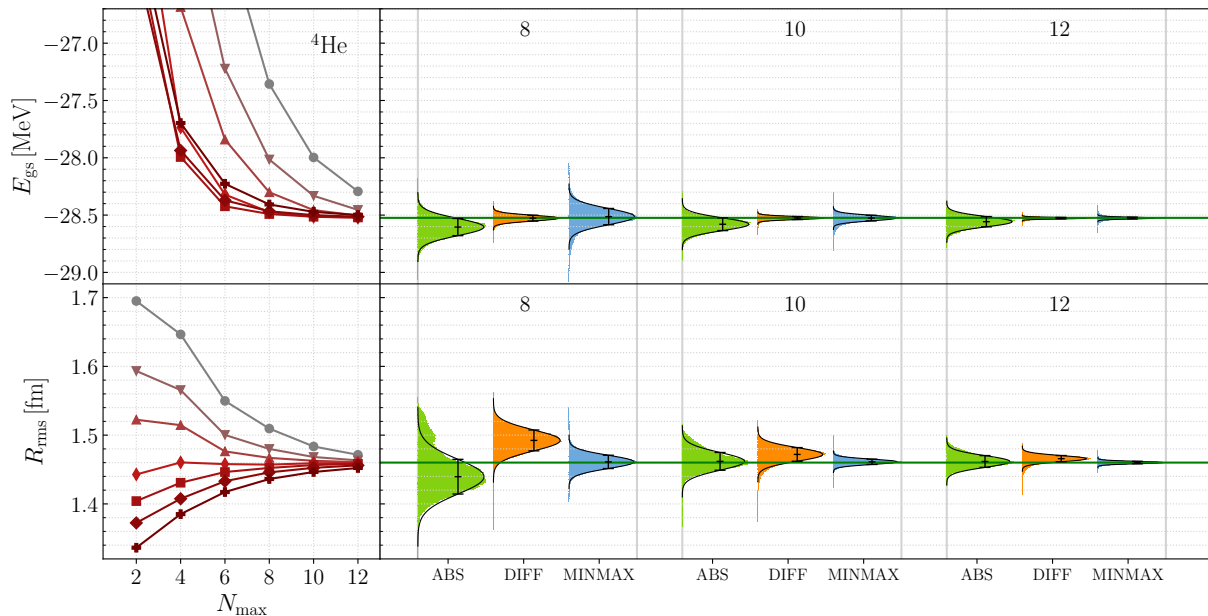 ⁴He
8
10
12
−27.0
−27.5
−28.0
−28.5
−29.0
E_gs [MeV]
8
10
12
1.7
1.6
1.5
1.4
R_rms [fm]
2 4 6 8 10 12
N_max
ABS DIFF MINMAX ABS DIFF MINMAX ABS DIFF MINMAX